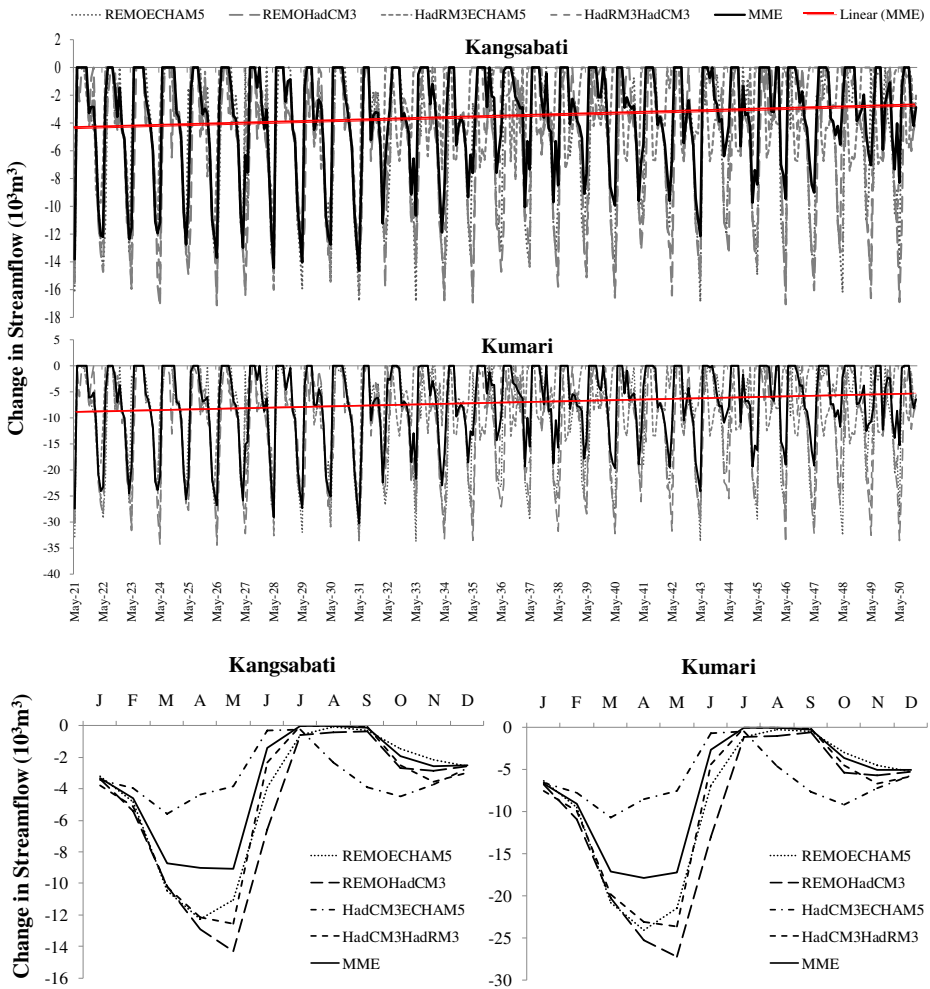 REMOECHAM5 REMOHadCM3 HadRM3ECHAM5 HadRM3HadCM3 MME Linear (MME)
Kangsabati
Change in Streamflow (10³m³)
2
0
-2
-4
-6
-8
-10
-12
-14
-16
-18
Kumari
5
0
-5
-10
-15
-20
-25
-30
-35
-40
May-21 May-22 May-23 May-24 May-25 May-26 May-27 May-28 May-29 May-30 May-31 May-32 May-33 May-34 May-35 May-36 May-37 May-38 May-39 May-40 May-41 May-42 May-43 May-44 May-45 May-46 May-47 May-48 May-49 May-50
Kangsabati
J F M A M J J A S O N D
Change in Streamflow (10³m³)
0
-2
-4
-6
-8
-10
-12
-14
-16
REMOECHAM5
REMOHadCM3
HadCM3ECHAM5
HadCM3HadRM3
MME
Kumari
J F M A M J J A S O N D
0
-5
-10
-15
-20
-25
-30
REMOECHAM5
REMOHadCM3
HadCM3ECHAM5
HadCM3HadRM3
MME